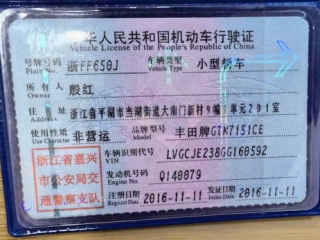 华人民共和国机动车行驶证
Vehicle License of the People's Republic of China
号牌号码 浙FF650J 车辆类型 小型轿车
Plate No. Vehicle Type
所有人 殷红
Owner
住址 浙江省平湖市当湖街道大南门新村9幢 单元201室
Address
使用性质 非营运 品牌型号 丰田牌GTM7151CE
Use Character Model
浙江省嘉兴 车辆识别代号 LVGCJE238GG160592
VIN
市公安局交 发动机号码 Q140079
Engine No.
通警察支队 注册日期 2016-11-11 发证日期 2016-11-11
Register Date Issue Date